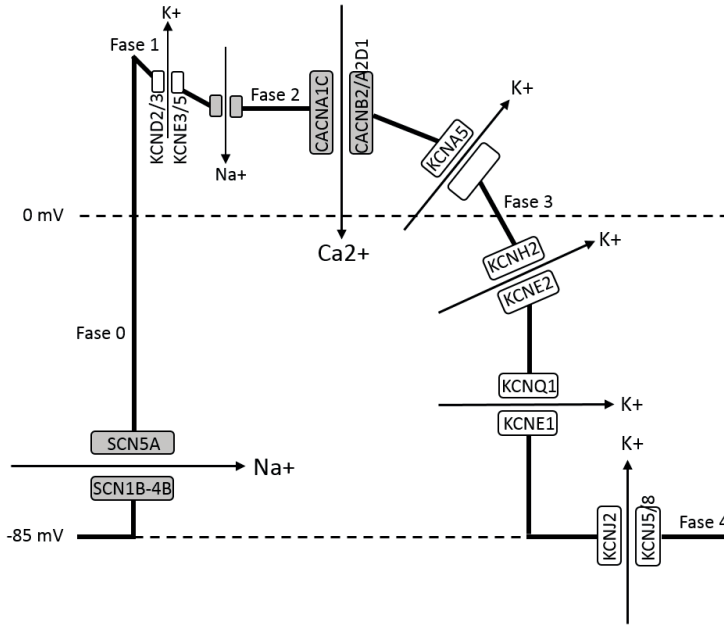 K+
Fase 1
KCND2/3
KCNE3/5
Na+
Fase 2
CACNA1C
CACNB2/A2D1
Ca2+
KCNA5
K+
0 mV
Fase 3
KCNH2
KCNE2
K+
Fase 0
KCNQ1
KCNE1
K+
SCN5A
SCN1B-4B
Na+
K+
-85 mV
KCNJ2
KCNJ5/8
Fase 4